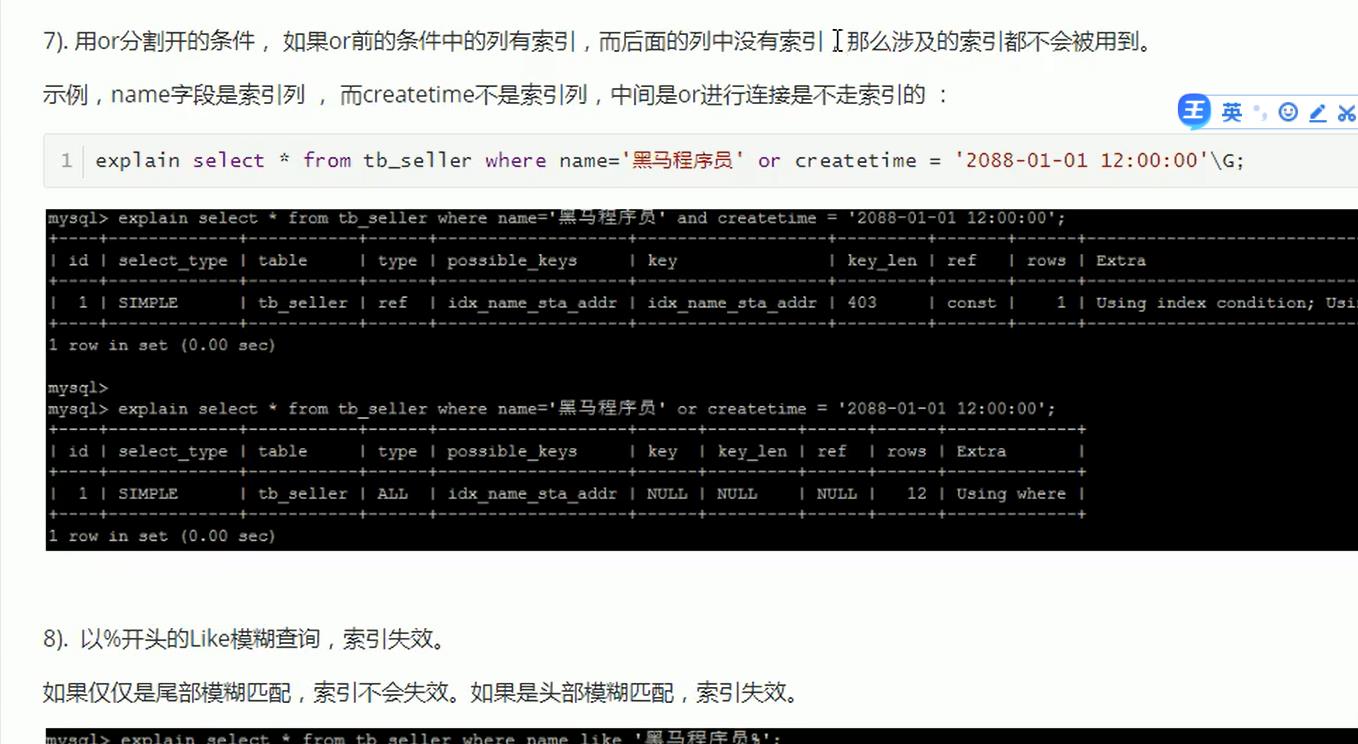 7). 用or分割开的条件， 如果or前的条件中的列有索引，而后面的列中没有索引 那么涉及的索引都不会被用到。
示例，name字段是索引列 ， 而createtime不是索引列，中间是or进行连接是不走索引的 ：
王 英
1 explain select * from tb_seller where name='黑马程序员' or createtime = '2088-01-01 12:00:00'\G;
mysql> explain select * from tb_seller where name='黑马程序员' and createtime = '2088-01-01 12:00:00';
| id | select_type | table | type | possible_keys | key | key_len | ref | rows | Extra
| 1 | SIMPLE | tb_seller | ref | idx_name_sta_addr | idx_name_sta_addr | 403 | const | 1 | Using index condition; Usi
1 row in set (0.00 sec)
mysql>
mysql> explain select * from tb_seller where name='黑马程序员' or createtime = '2088-01-01 12:00:00';
| id | select_type | table | type | possible_keys | key | key_len | ref | rows | Extra |
| 1 | SIMPLE | tb_seller | ALL | idx_name_sta_addr | NULL | NULL | NULL | 12 | Using where |
1 row in set (0.00 sec)
8). 以%开头的Like模糊查询，索引失效。
如果仅仅是尾部模糊匹配，索引不会失效。如果是头部模糊匹配，索引失效。
mysql> explain select * from tb_seller where name like '黑马程序员%';